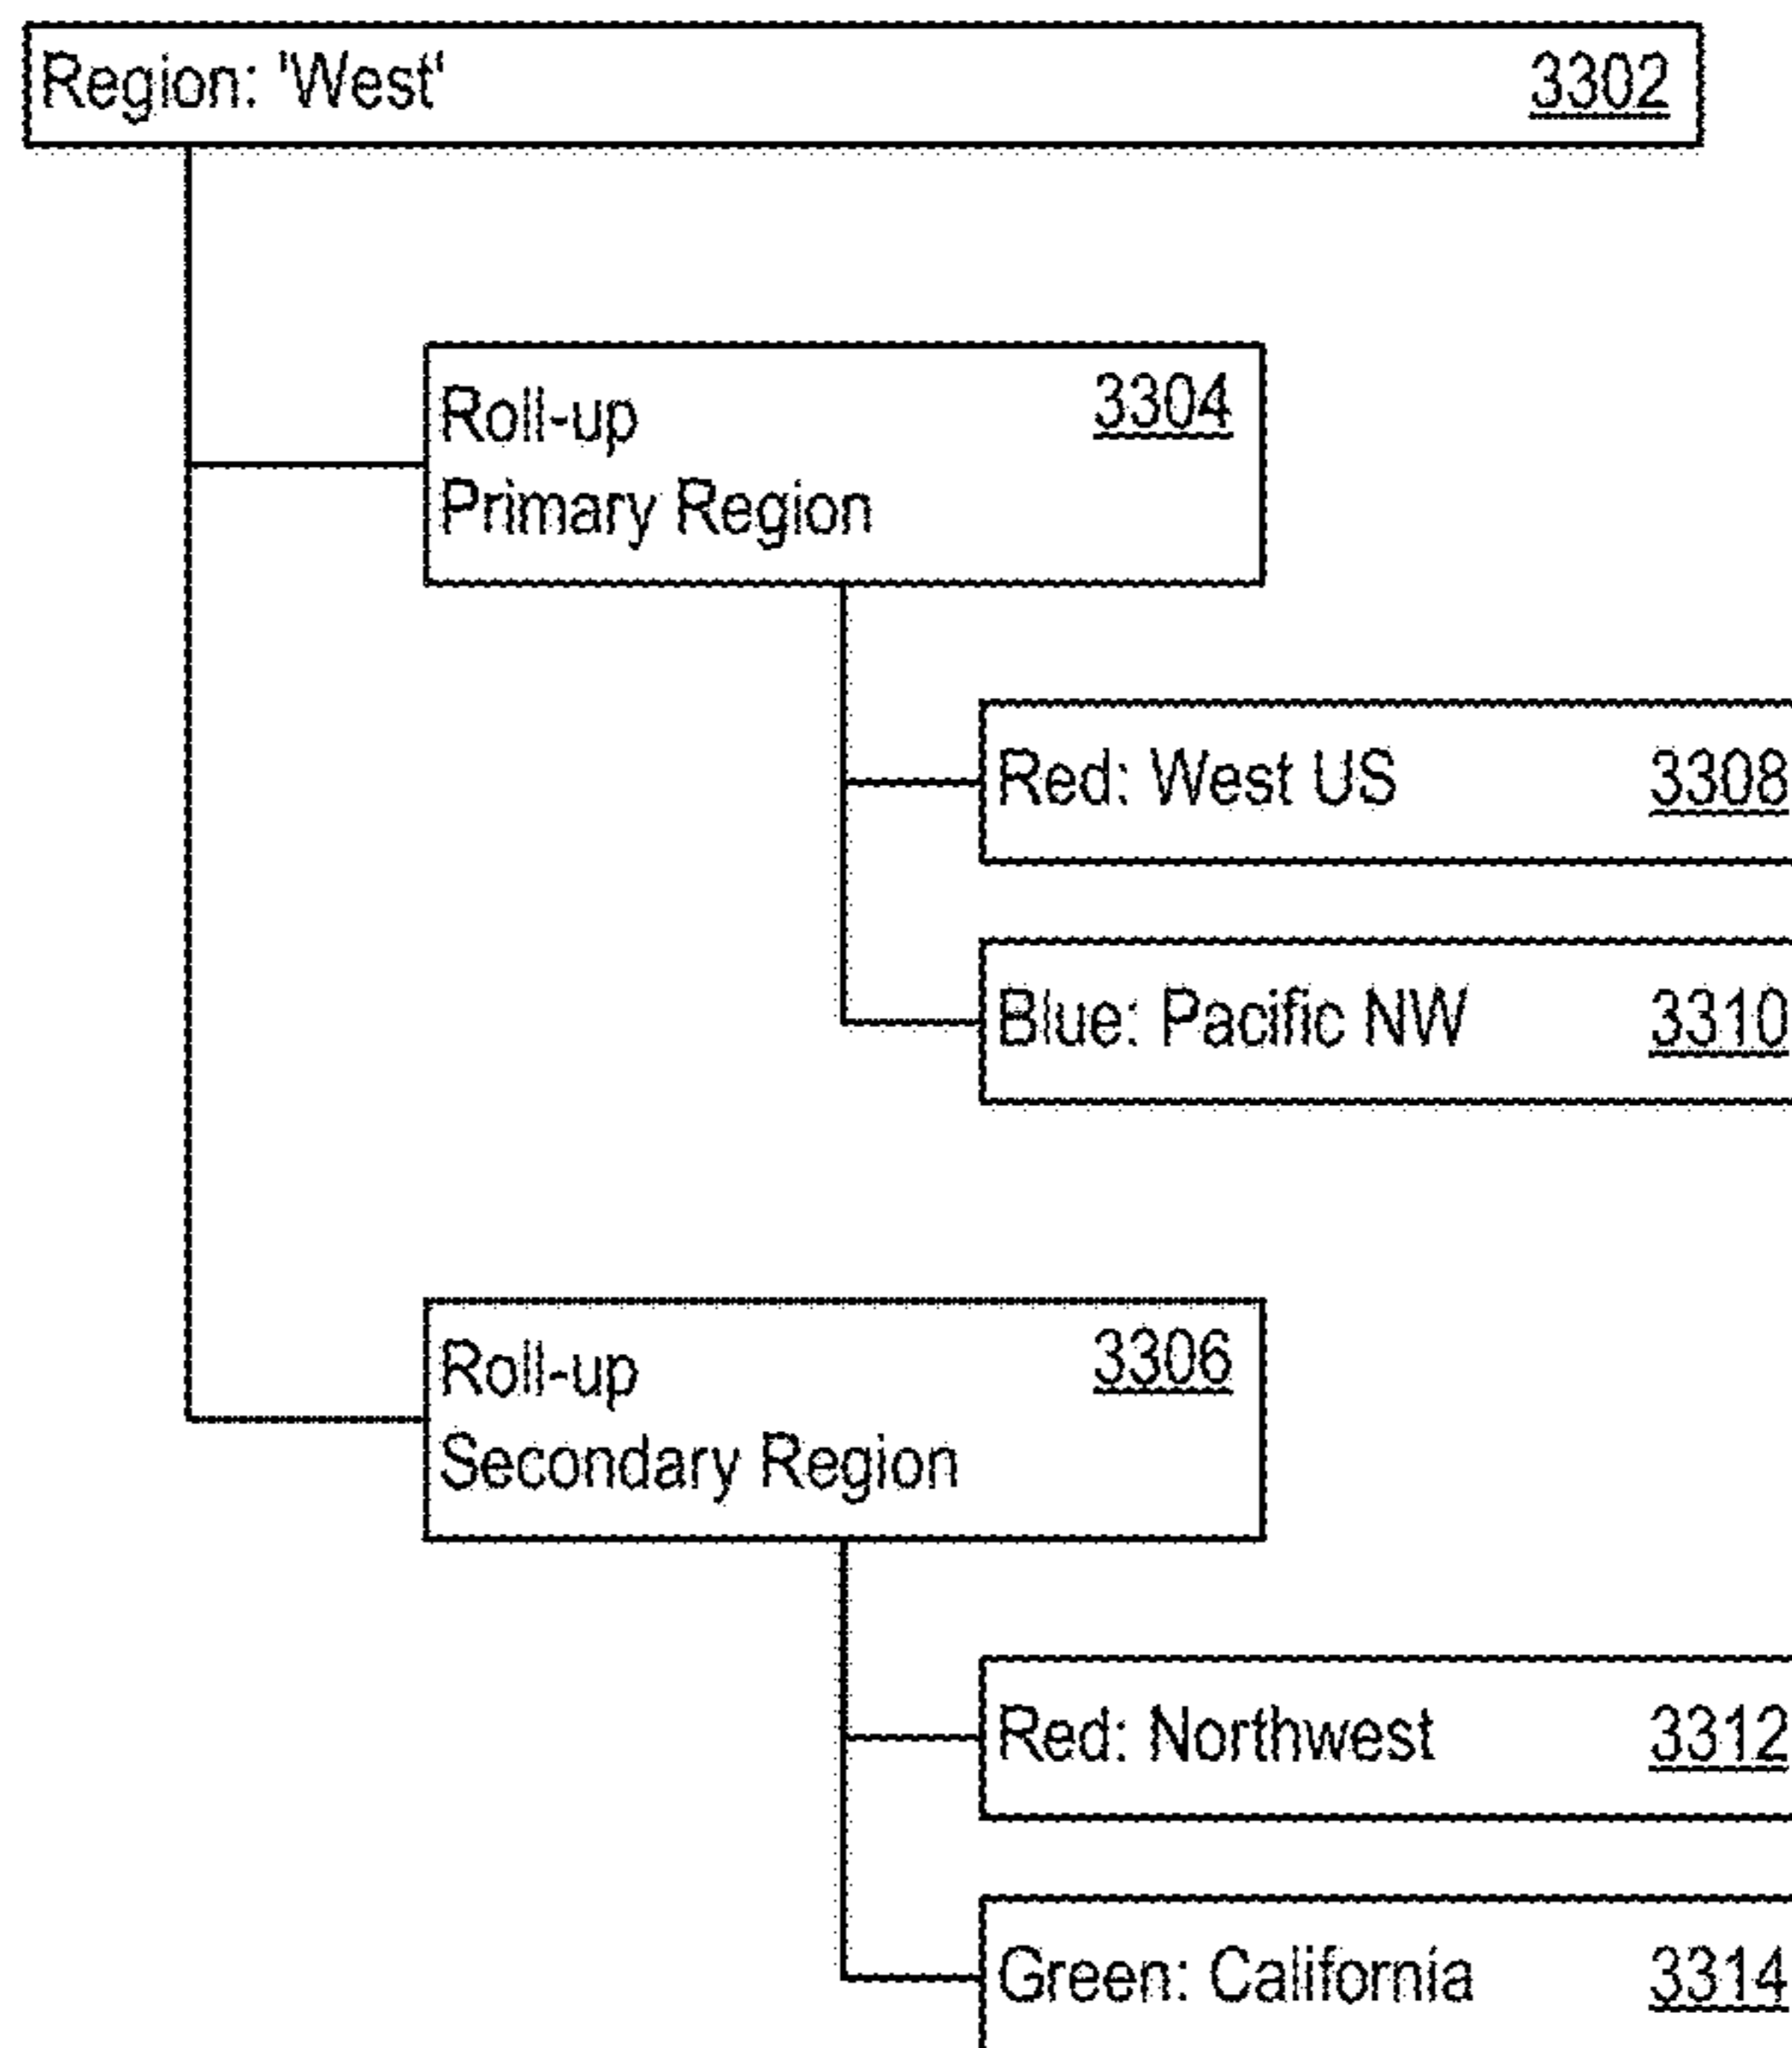 Region: 'West' 3302
Roll-up 3304
Primary Region
Red: West US 3308
Blue: Pacific NW 3310
Roll-up 3306
Secondary Region
Red: Northwest 3312
Green: California 3314